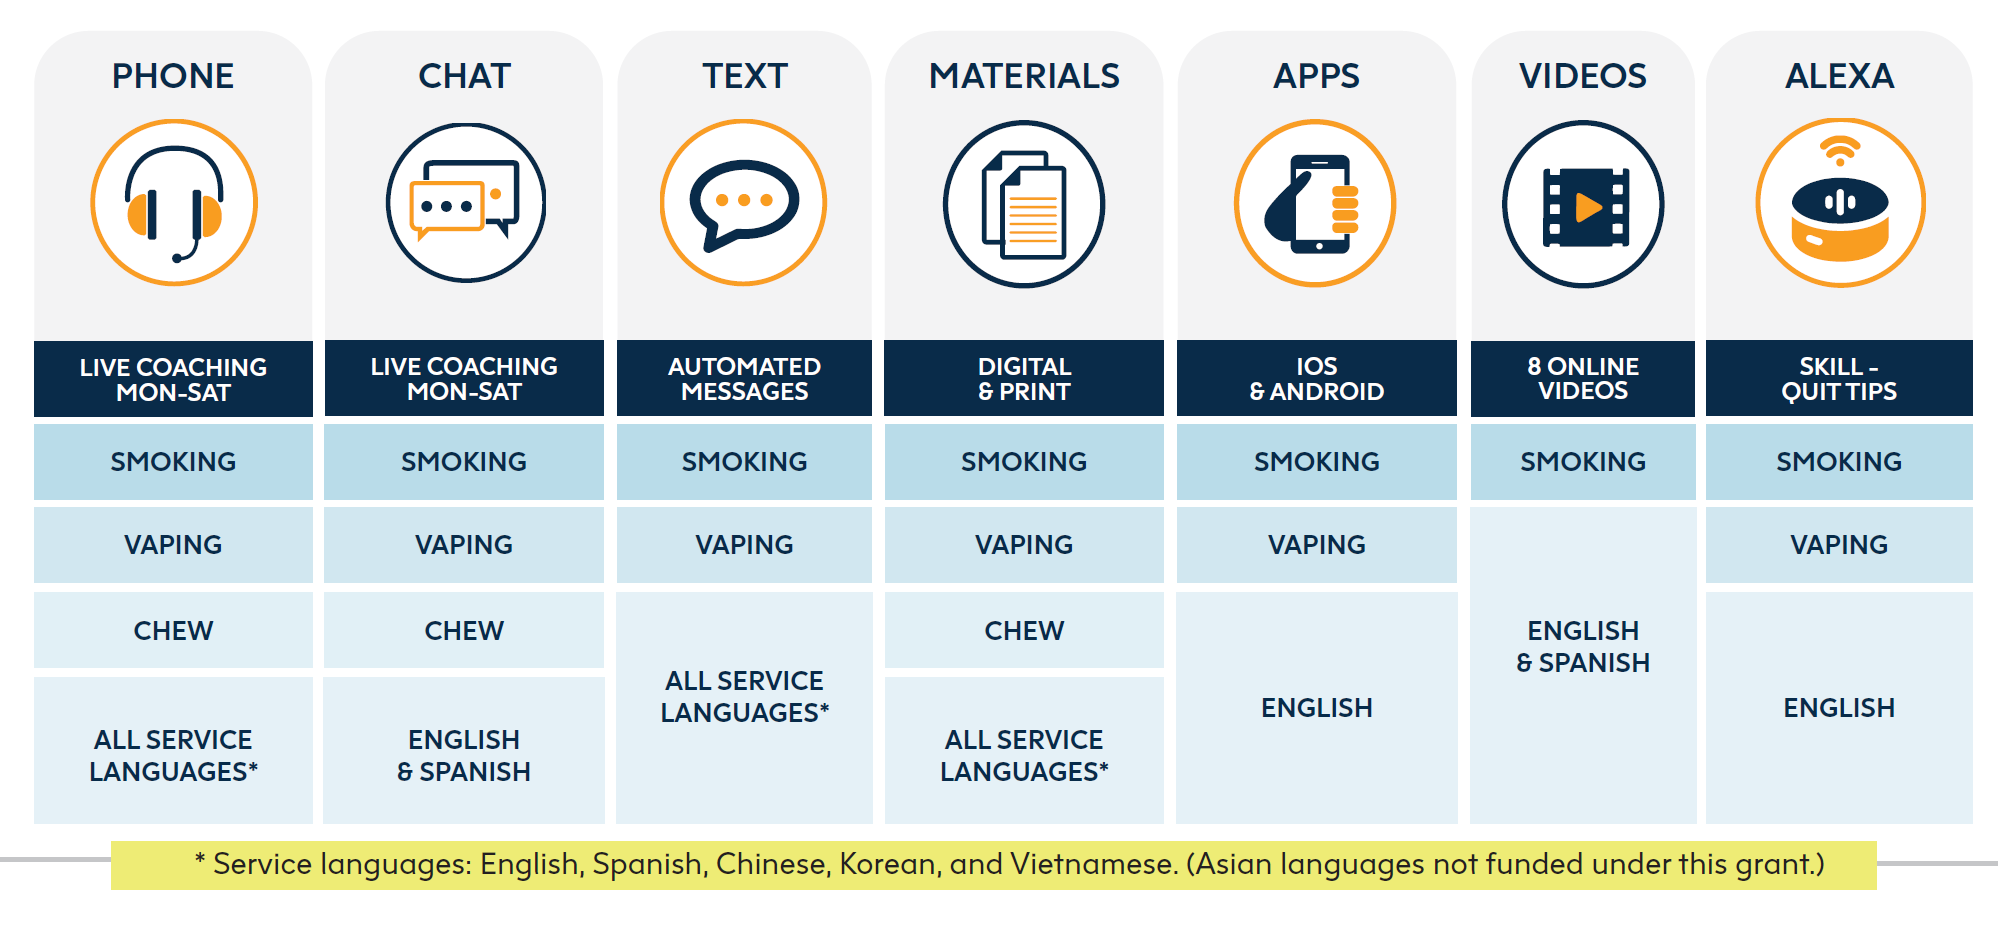 PHONE
CHAT
TEXT
MATERIALS
APPS
VIDEOS
ALEXA
LIVE COACHING
MON-SAT
LIVE COACHING
MON-SAT
AUTOMATED
MESSAGES
DIGITAL
& PRINT
IOS
& ANDROID
8 ONLINE
VIDEOS
SKILL -
QUIT TIPS
SMOKING
SMOKING
SMOKING
SMOKING
SMOKING
SMOKING
SMOKING
VAPING
VAPING
VAPING
VAPING
VAPING
VAPING
CHEW
CHEW
CHEW
ENGLISH
& SPANISH
ALL SERVICE
LANGUAGES*
ENGLISH
ENGLISH
ALL SERVICE
LANGUAGES*
ENGLISH
& SPANISH
ALL SERVICE
LANGUAGES*
* Service languages: English, Spanish, Chinese, Korean, and Vietnamese. (Asian languages not funded under this grant.)